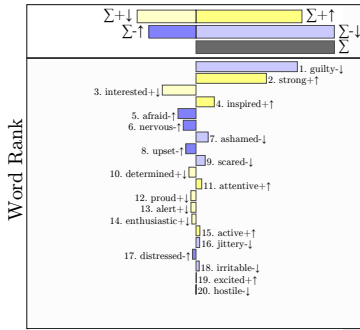 Σ+↓ Σ+↑
Σ-↑ Σ-↓
Σ
Word Rank
1. guilty-↓
2. strong+↑
3. interested+↓
4. inspired+↑
5. afraid-↑
6. nervous-↑
7. ashamed-↓
8. upset-↑
9. scared-↓
10. determined+↓
11. attentive+↑
12. proud+↓
13. alert+↓
14. enthusiastic+↓
15. active+↑
16. jittery-↓
17. distressed-↑
18. irritable-↓
19. excited+↑
20. hostile-↓